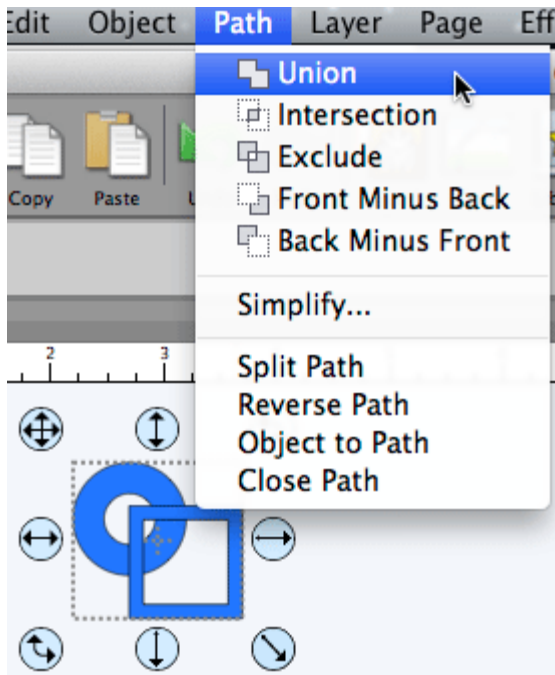 Edit Object Path Layer Page Eff
Union
Intersection
Exclude
Copy Paste
Front Minus Back
Back Minus Front
Simplify...
2 3
Split Path
Reverse Path
Object to Path
Close Path